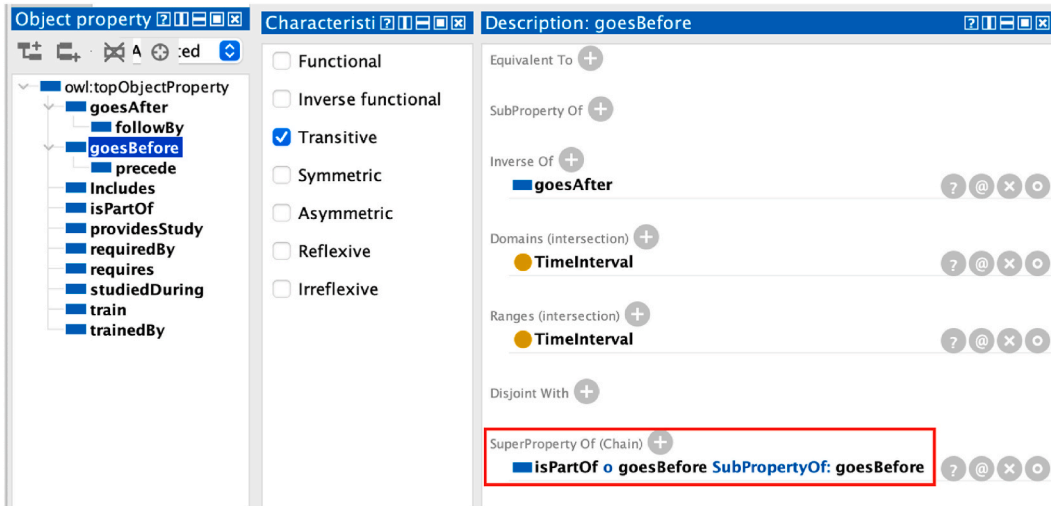 Object property
A
ted
owl:topObjectProperty
goesAfter
followBy
goesBefore
precede
Includes
isPartOf
providesStudy
requiredBy
requires
studiedDuring
train
trainedBy
Characteristi
Functional
Inverse functional
Transitive
Symmetric
Asymmetric
Reflexive
Irreflexive
Description: goesBefore
Equivalent To
SubProperty Of
Inverse Of
goesAfter
Domains (intersection)
TimeInterval
Ranges (intersection)
TimeInterval
Disjoint With
SuperProperty Of (Chain)
isPartOf o goesBefore SubPropertyOf: goesBefore